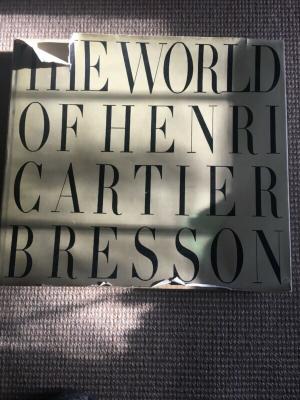 THE WORLD
OF HENRI
CARTIER
BRESSON